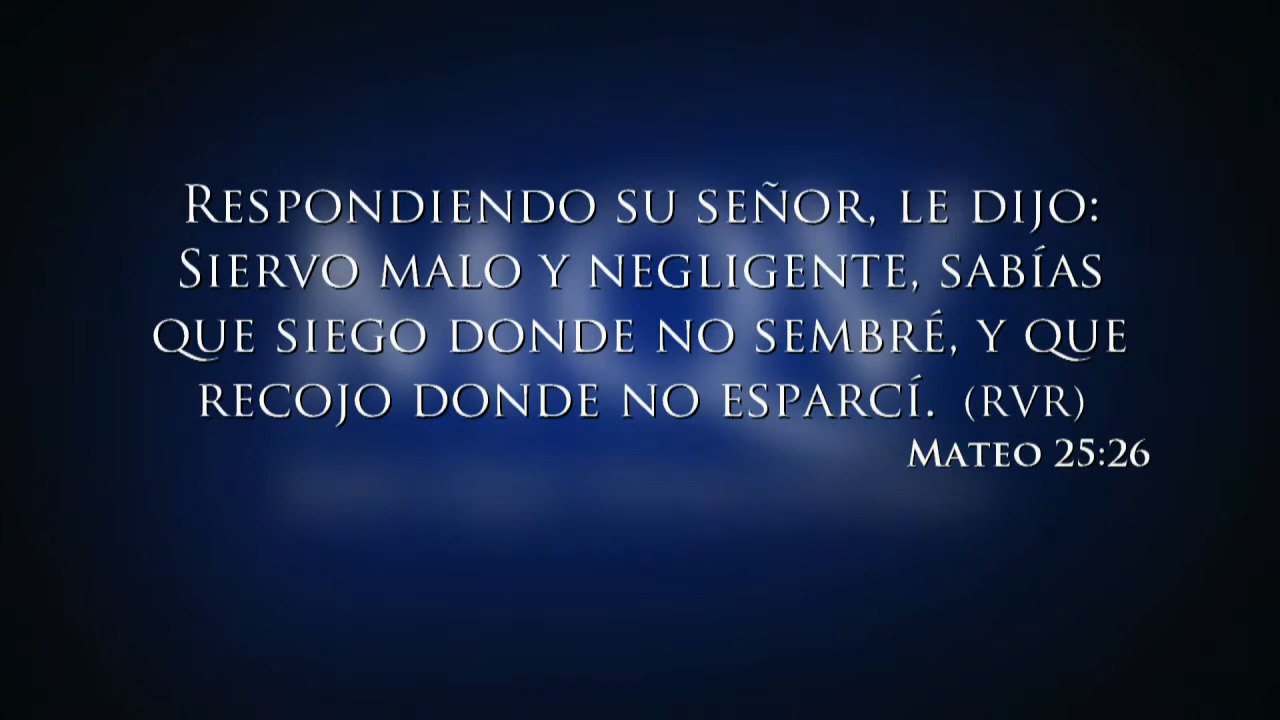 Respondiendo su señor, le dijo:
Siervo malo y negligente, sabías
que siego donde no sembré, y que
recojo donde no esparcí. (RVR)
Mateo 25:26